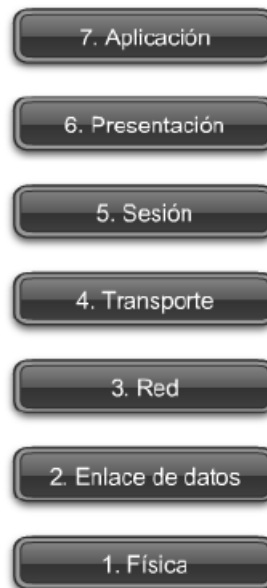 7. Aplicación
6. Presentación
5. Sesión
4. Transporte
3. Red
2. Enlace de datos
1. Física